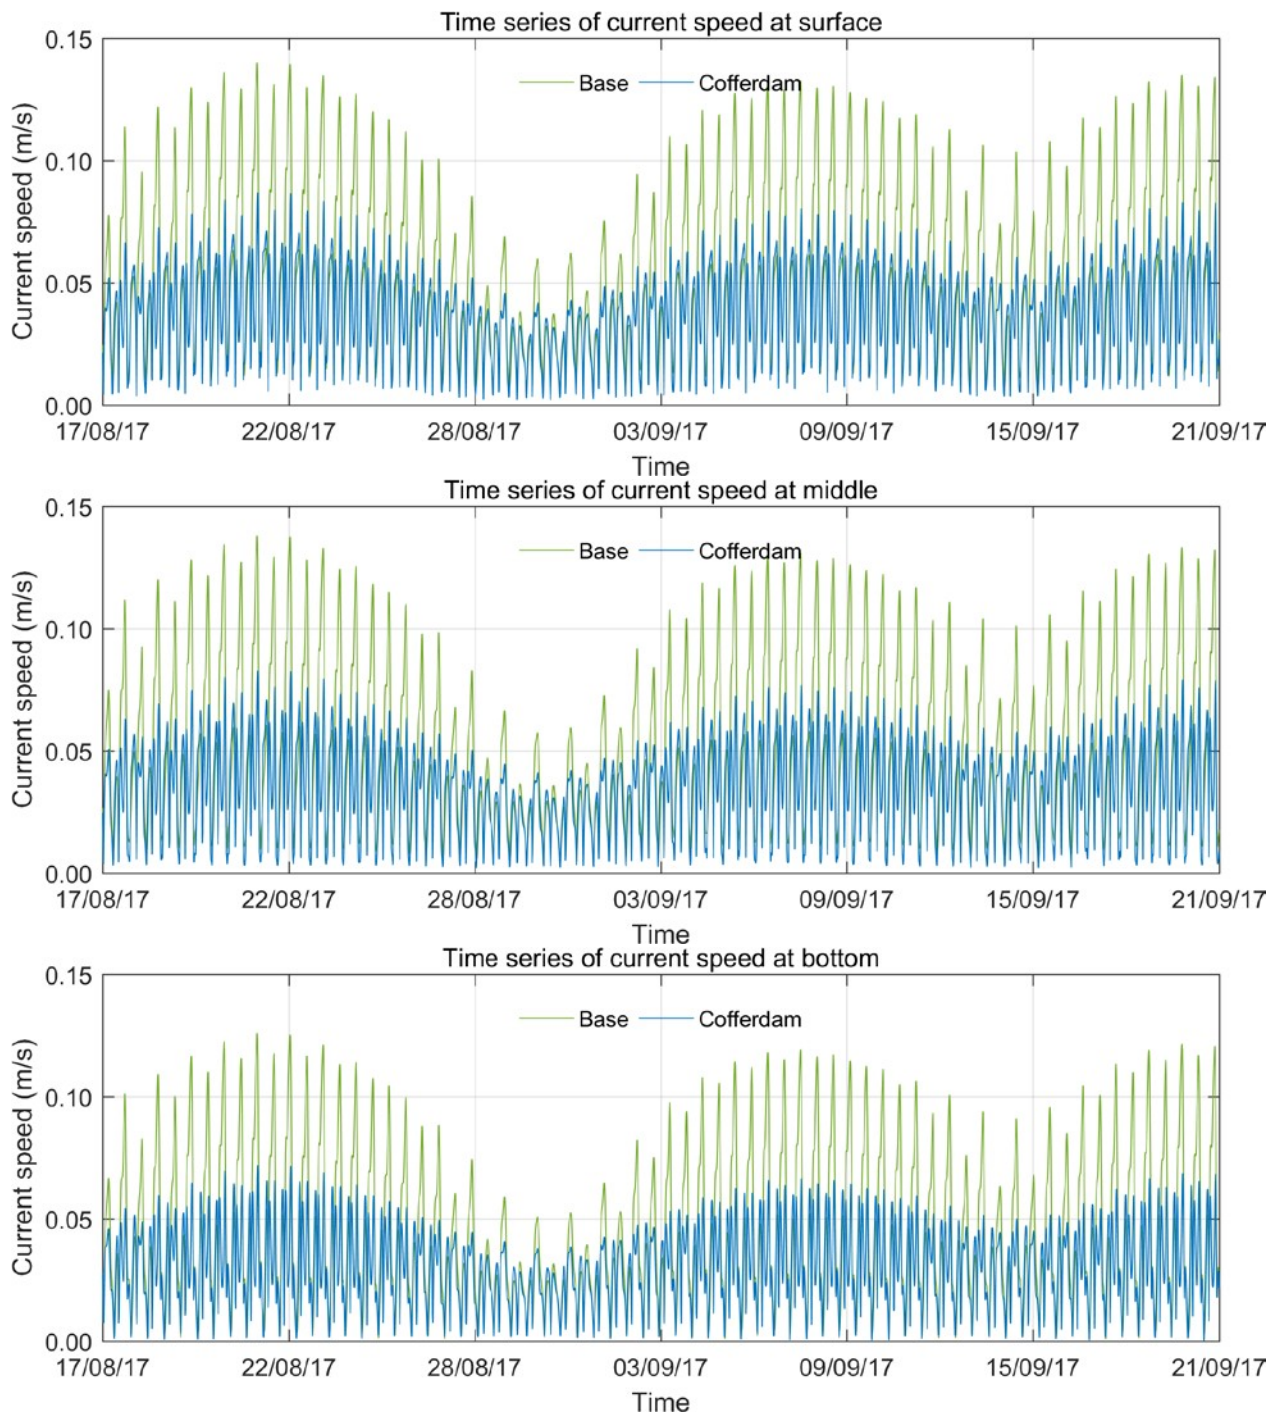 Time series of current speed at surface
0.15
Base Cofferdam
0.10
Current speed (m/s)
0.05
0.00
17/08/17 22/08/17 28/08/17 03/09/17 09/09/17 15/09/17 21/09/17
Time
Time series of current speed at middle
0.15
Base Cofferdam
0.10
Current speed (m/s)
0.05
0.00
17/08/17 22/08/17 28/08/17 03/09/17 09/09/17 15/09/17 21/09/17
Time
Time series of current speed at bottom
0.15
Base Cofferdam
0.10
Current speed (m/s)
0.05
0.00
17/08/17 22/08/17 28/08/17 03/09/17 09/09/17 15/09/17 21/09/17
Time